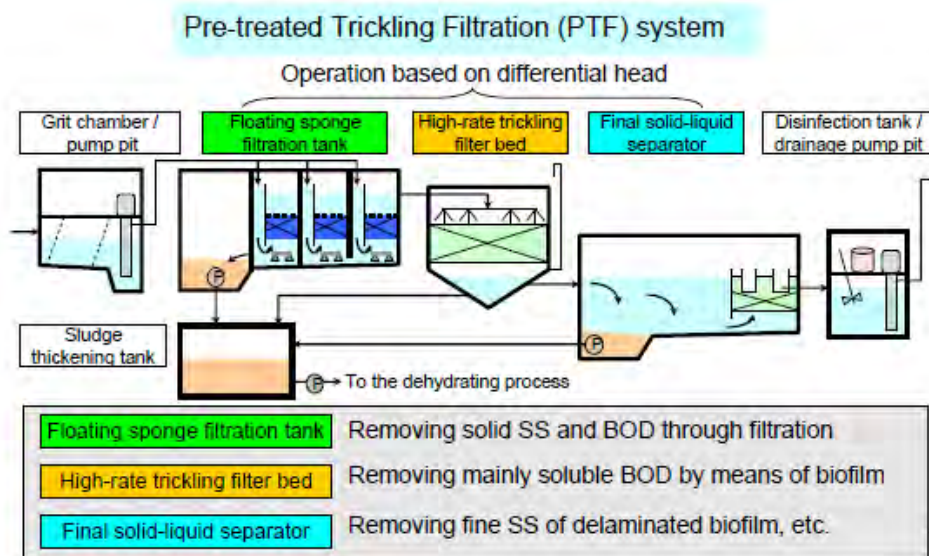 Pre-treated Trickling Filtration (PTF) system
Operation based on differential head
Grit chamber /
pump pit
Floating sponge
filtration tank
High-rate trickling
filter bed
Final solid-liquid
separator
Disinfection tank /
drainage pump pit
P
Sludge
thickening tank
P
P
To the dehydrating process
Floating sponge filtration tank
Removing solid SS and BOD through filtration
High-rate trickling filter bed
Removing mainly soluble BOD by means of biofilm
Final solid-liquid separator
Removing fine SS of delaminated biofilm, etc.